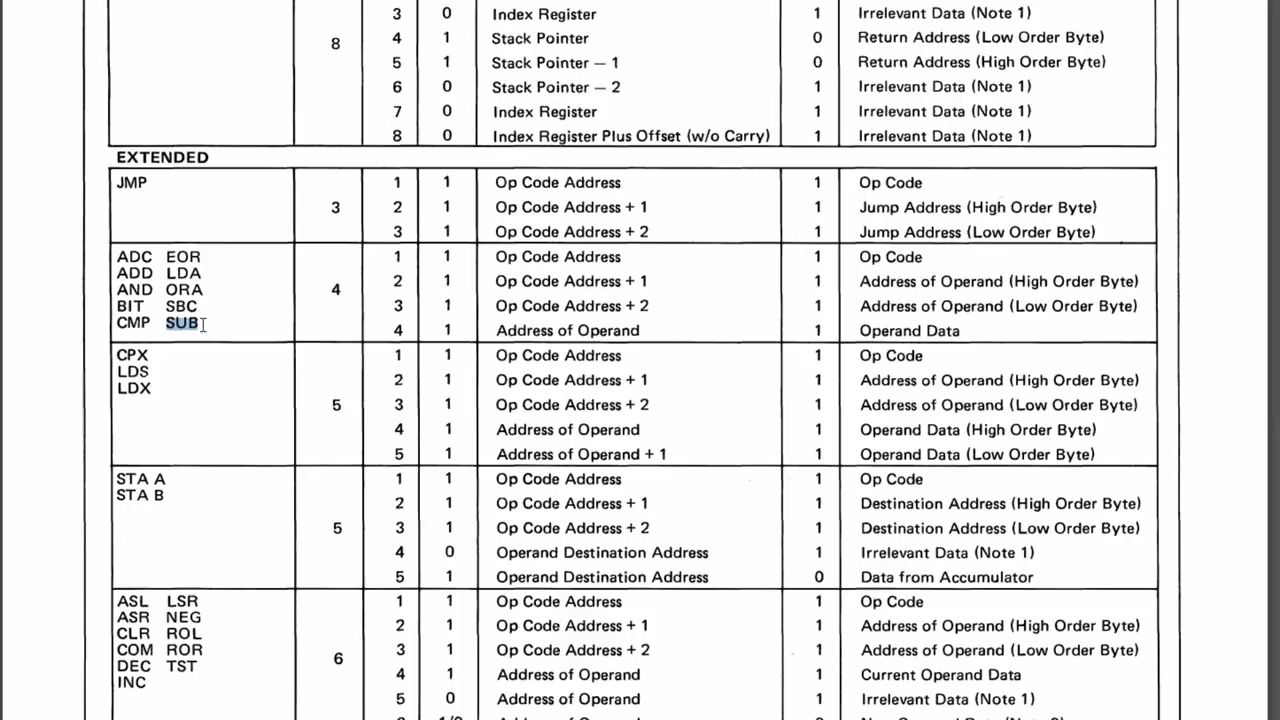 3 0 Index Register 1 Irrelevant Data (Note 1)
8 4 1 Stack Pointer 0 Return Address (Low Order Byte)
5 1 Stack Pointer — 1 0 Return Address (High Order Byte)
6 0 Stack Pointer — 2 1 Irrelevant Data (Note 1)
7 0 Index Register 1 Irrelevant Data (Note 1)
8 0 Index Register Plus Offset (w/o Carry) 1 Irrelevant Data (Note 1)
EXTENDED
JMP 1 1 Op Code Address 1 Op Code
3 2 1 Op Code Address + 1 1 Jump Address (High Order Byte)
3 1 Op Code Address + 2 1 Jump Address (Low Order Byte)
ADC EOR 1 1 Op Code Address 1 Op Code
ADD LDA 2 1 Op Code Address + 1 1 Address of Operand (High Order Byte)
AND ORA 4
BIT SBC 3 1 Op Code Address + 2 1 Address of Operand (Low Order Byte)
CMP SUB 4 1 Address of Operand 1 Operand Data
CPX 1 1 Op Code Address 1 Op Code
LDS 2 1 Op Code Address + 1 1 Address of Operand (High Order Byte)
LDX
5 3 1 Op Code Address + 2 1 Address of Operand (Low Order Byte)
4 1 Address of Operand 1 Operand Data (High Order Byte)
5 1 Address of Operand + 1 1 Operand Data (Low Order Byte)
STA A 1 1 Op Code Address 1 Op Code
STA B 2 1 Op Code Address + 1 1 Destination Address (High Order Byte)
5 3 1 Op Code Address + 2 1 Destination Address (Low Order Byte)
4 0 Operand Destination Address 1 Irrelevant Data (Note 1)
5 1 Operand Destination Address 0 Data from Accumulator
ASL LSR 1 1 Op Code Address 1 Op Code
ASR NEG 2 1 Op Code Address + 1 1 Address of Operand (High Order Byte)
CLR ROL
COM ROR 6 3 1 Op Code Address + 2 1 Address of Operand (Low Order Byte)
DEC TST 4 1 Address of Operand 1 Current Operand Data
INC
5 0 Address of Operand 1 Irrelevant Data (Note 1)